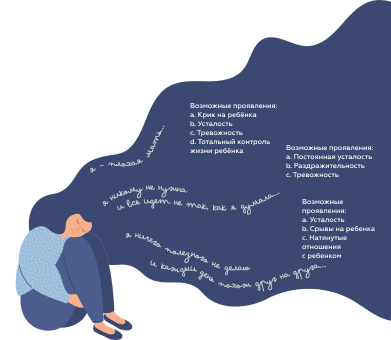 Возможные проявления:
a. Крик на ребёнка
b. Усталость
c. Тревожность
d. Тотальный контроль
жизни ребёнка
я - плохая мать...
Возможные проявления:
a. Постоянная усталость
b. Раздражительность
c. Тревожность
я никому не нужна,
и все идет не так, как я думала...
Возможные
проявления:
a. Усталость
b. Срывы на ребенка
c. Натянутые
отношения
с ребенком
я ничего полезного не делаю
и каждый день похож друг на друга...